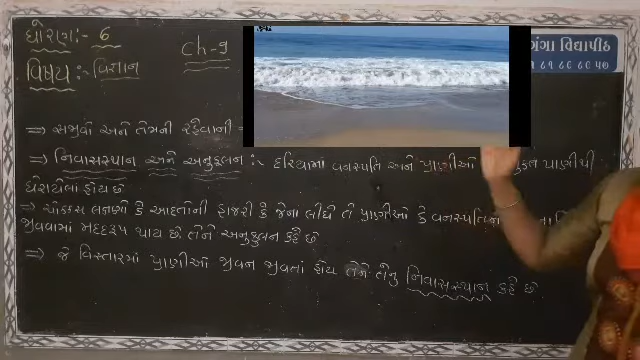 ધોરણ:- 6
Ch-9
વિષય:- વિજ્ઞાન
ગંગા વિદ્યાપીઠ
⇒ સજીવો અને તેમની રહેવાની
⇒ નિવાસસ્થાન અને અનુકૂલન :- દરિયામાં વનસ્પતિ અને પ્રાણીઓ પાણીથી
ઘેરાયેલાં હોય છે
⇒ ચોક્કસ લક્ષણો કે આદતોની હાજરી કે જેના લીધે તે પ્રાણીઓ કે વનસ્પતિના
જીવવામાં મદદરૂપ થાય છે તેને અનુકૂલન કહે છે
⇒ જે વિસ્તારમાં પ્રાણીઓ જીવન જીવતાં હોય તેને તેનું નિવાસસ્થાન કહે છે